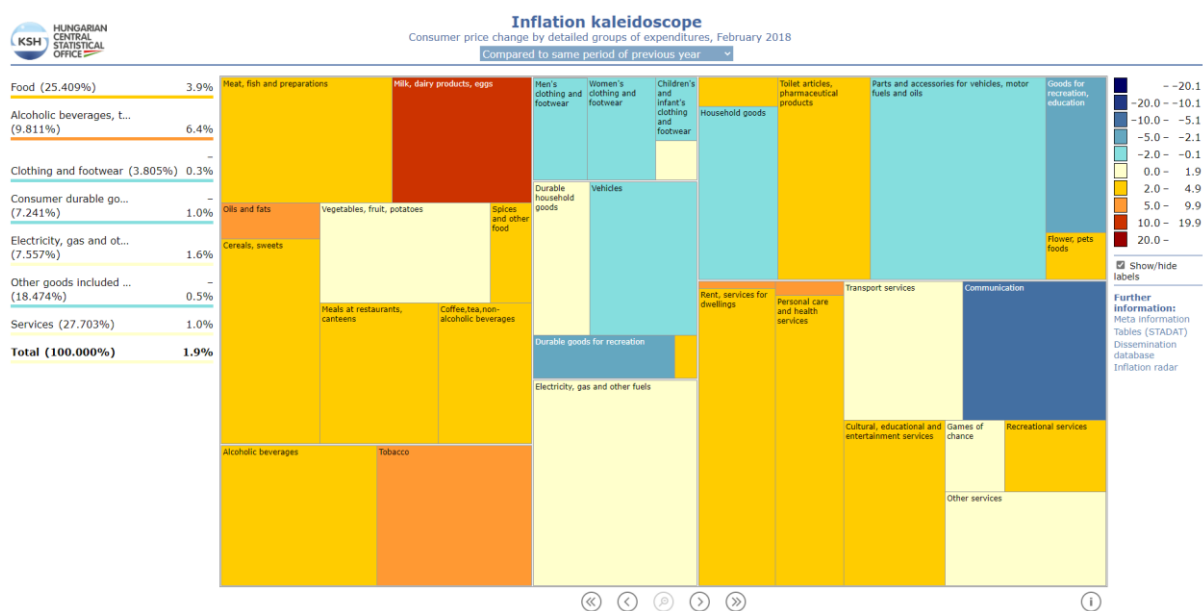 KSH
HUNGARIAN
CENTRAL
STATISTICAL
OFFICE
Inflation kaleidoscope
Consumer price change by detailed groups of expenditures, February 2018
Compared to same period of previous year
Food (25.409%) 3.9%
Alcoholic beverages, t...
(9.811%) 6.4%
–
Clothing and footwear (3.805%) 0.3%
Consumer durable go... –
(7.241%) 1.0%
Electricity, gas and ot...
(7.557%) 1.6%
Other goods included ... –
(18.474%) 0.5%
Services (27.703%) 1.0%
Total (100.000%) 1.9%
Meat, fish and preparations
Milk, dairy products, eggs
Oils and fats
Vegetables, fruit, potatoes
Spices
and other
food
Cereals, sweets
Meals at restaurants,
canteens
Coffee,tea,non-
alcoholic beverages
Alcoholic beverages
Tobacco
Men's
clothing and
footwear
Women's
clothing and
footwear
Children's
and
infant's
clothing
and
footwear
Durable
household
goods
Vehicles
Durable goods for recreation
Electricity, gas and other fuels
Household goods
Toilet articles,
pharmaceutical
products
Parts and accessories for vehicles, motor
fuels and oils
Goods for
recreation,
education
Flower, pets
foods
Rent, services for
dwellings
Personal care
and health
services
Transport services
Communication
Cultural, educational and
entertainment services
Games of
chance
Recreational services
Other services
– -20.1
-20.0 – -10.1
-10.0 – -5.1
-5.0 – -2.1
-2.0 – -0.1
0.0 – 1.9
2.0 – 4.9
5.0 – 9.9
10.0 – 19.9
20.0 –
Show/hide
labels
Further
information:
Meta information
Tables (STADAT)
Dissemination
database
Inflation radar